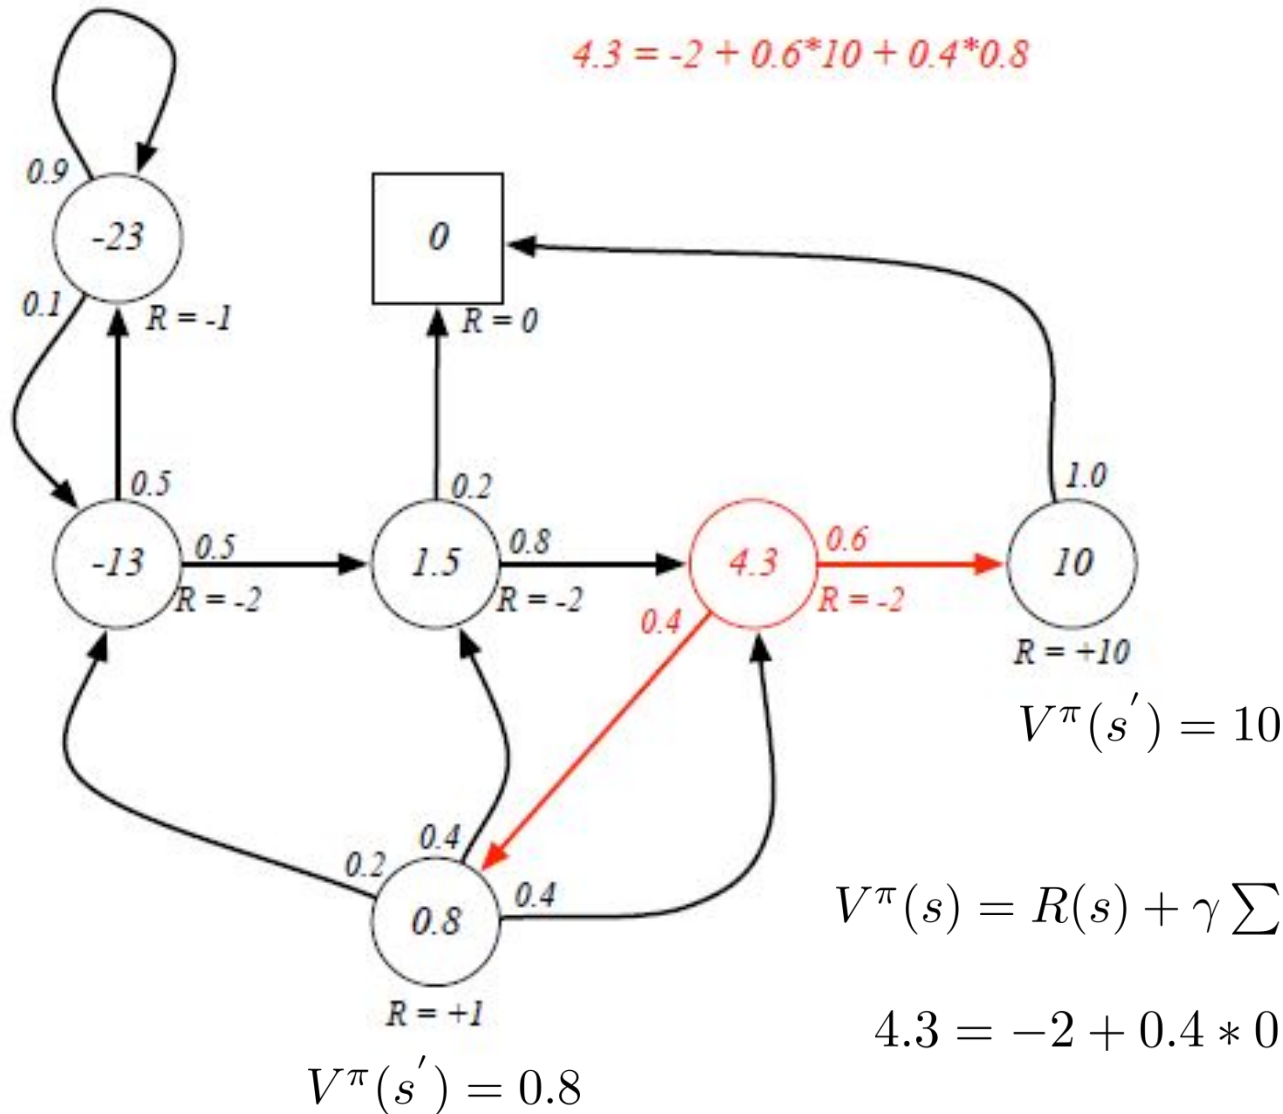 4.3 = -2 + 0.6*10 + 0.4*0.8
0.9
-23
0
0.1
R = -1
R = 0
0.5
0.2
1.0
-13
0.5
1.5
0.8
4.3
0.6
10
R = -2
R = -2
0.4
R = -2
R = +10
V^π(s′) = 10
0.4
0.2
0.4
0.8
V^π(s) = R(s) + γ ∑
R = +1
4.3 = −2 + 0.4 ∗ 0
V^π(s′) = 0.8